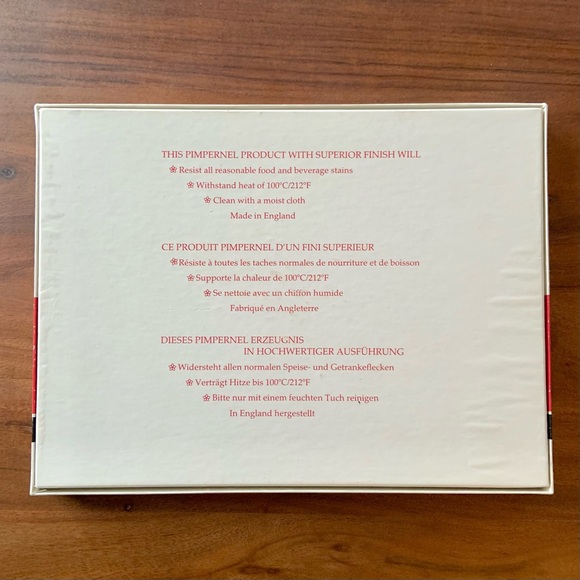 THIS PIMPERNEL PRODUCT WITH SUPERIOR FINISH WILL
❀ Resist all reasonable food and beverage stains
❀ Withstand heat of 100°C/212°F
❀ Clean with a moist cloth
Made in England
CE PRODUIT PIMPERNEL D'UN FINI SUPERIEUR
❀ Résiste à toutes les taches normales de nourriture et de boisson
❀ Supporte la chaleur de 100°C/212°F
❀ Se nettoie avec un chiffon humide
Fabriqué en Angleterre
DIESES PIMPERNEL ERZEUGNIS
IN HOCHWERTIGER AUSFÜHRUNG
❀ Widersteht allen normalen Speise- und Getrankeflecken
❀ Verträgt Hitze bis 100°C/212°F
❀ Bitte nur mit einem feuchten Tuch reinigen
In England hergestellt